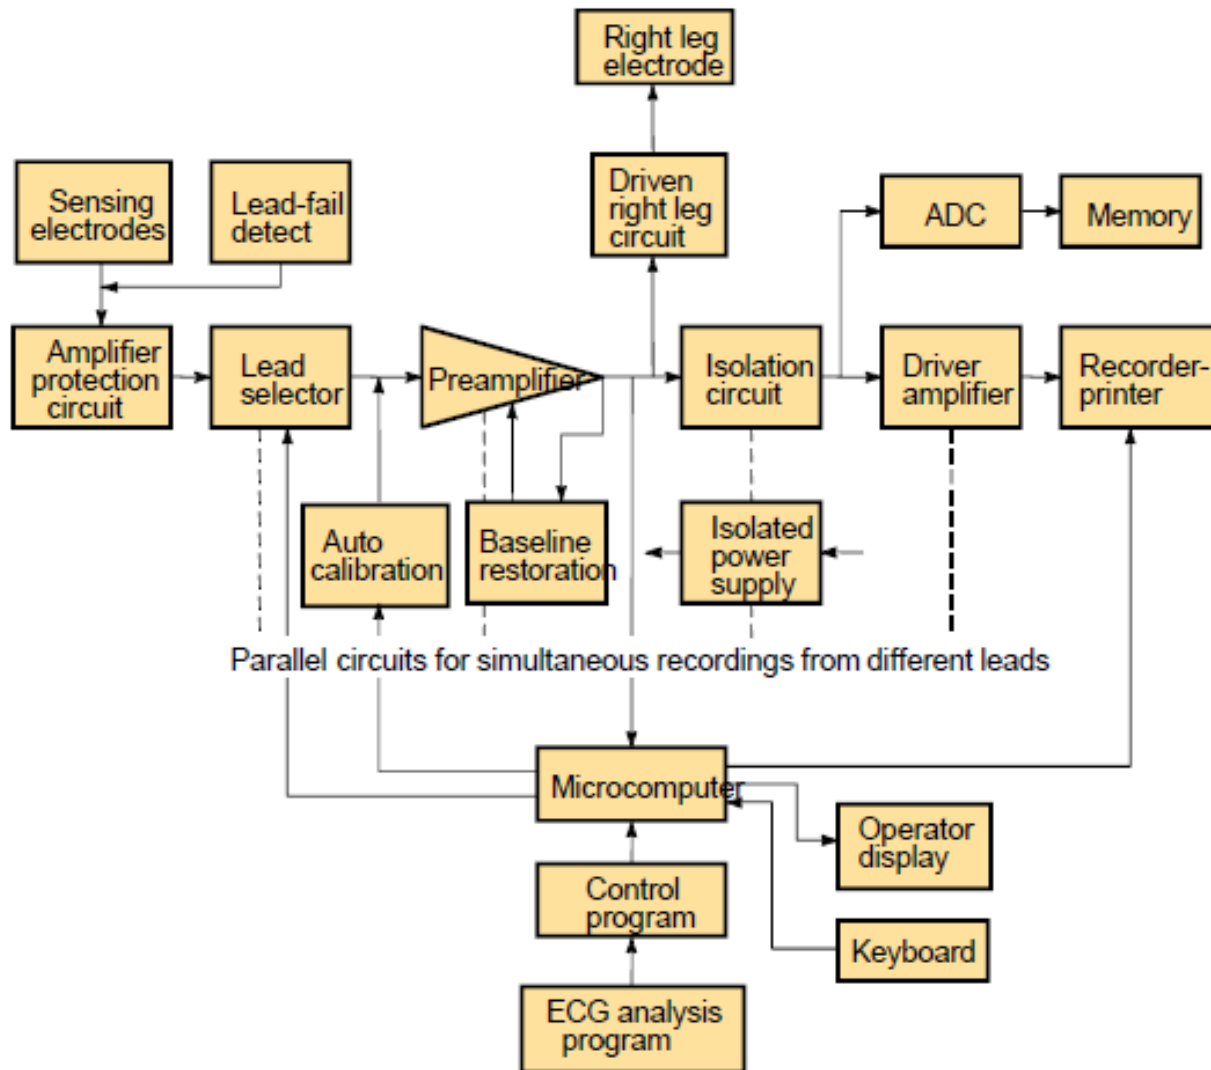 Right leg
electrode
Sensing
electrodes
Lead-fail
detect
Driven
right leg
circuit
ADC
Memory
Amplifier
protection
circuit
Lead
selector
Preamplifier
Isolation
circuit
Driver
amplifier
Recorder-
printer
Auto
calibration
Baseline
restoration
Isolated
power
supply
Parallel circuits for simultaneous recordings from different leads
Microcomputer
Operator
display
Control
program
Keyboard
ECG analysis
program